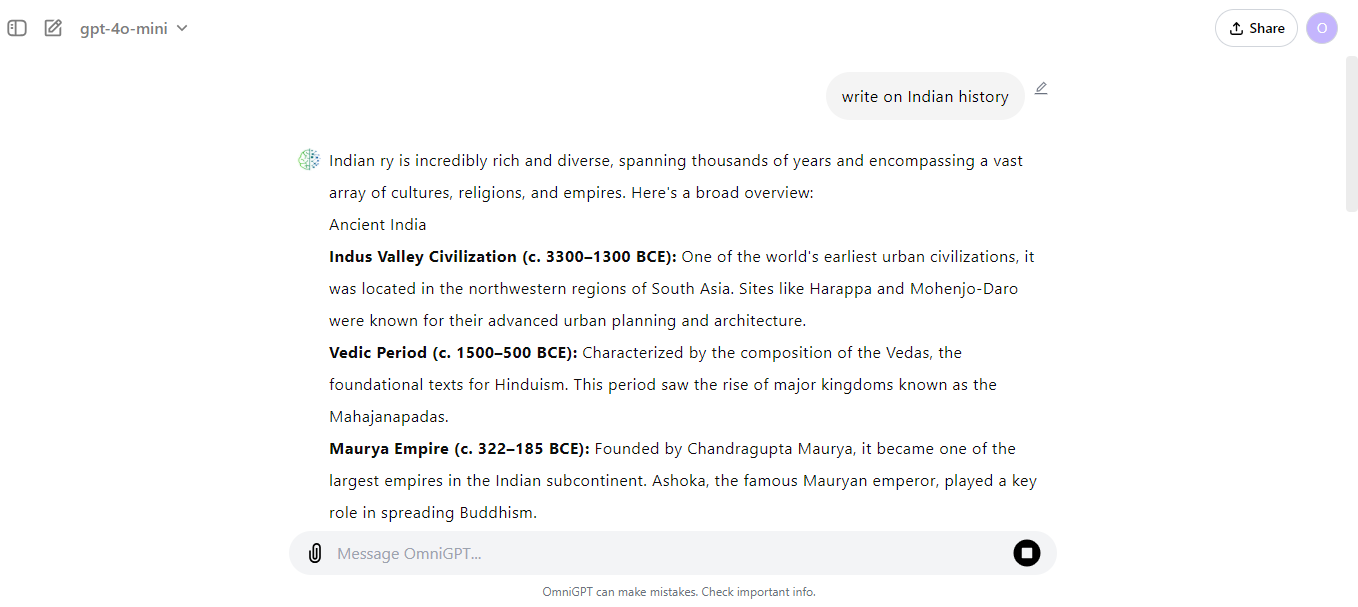 gpt-4o-mini
Share
O
write on Indian history
Indian ry is incredibly rich and diverse, spanning thousands of years and encompassing a vast
array of cultures, religions, and empires. Here's a broad overview:
Ancient India
Indus Valley Civilization (c. 3300–1300 BCE): One of the world's earliest urban civilizations, it
was located in the northwestern regions of South Asia. Sites like Harappa and Mohenjo-Daro
were known for their advanced urban planning and architecture.
Vedic Period (c. 1500–500 BCE): Characterized by the composition of the Vedas, the
foundational texts for Hinduism. This period saw the rise of major kingdoms known as the
Mahajanapadas.
Maurya Empire (c. 322–185 BCE): Founded by Chandragupta Maurya, it became one of the
largest empires in the Indian subcontinent. Ashoka, the famous Mauryan emperor, played a key
role in spreading Buddhism.
Message OmniGPT...
OmniGPT can make mistakes. Check important info.